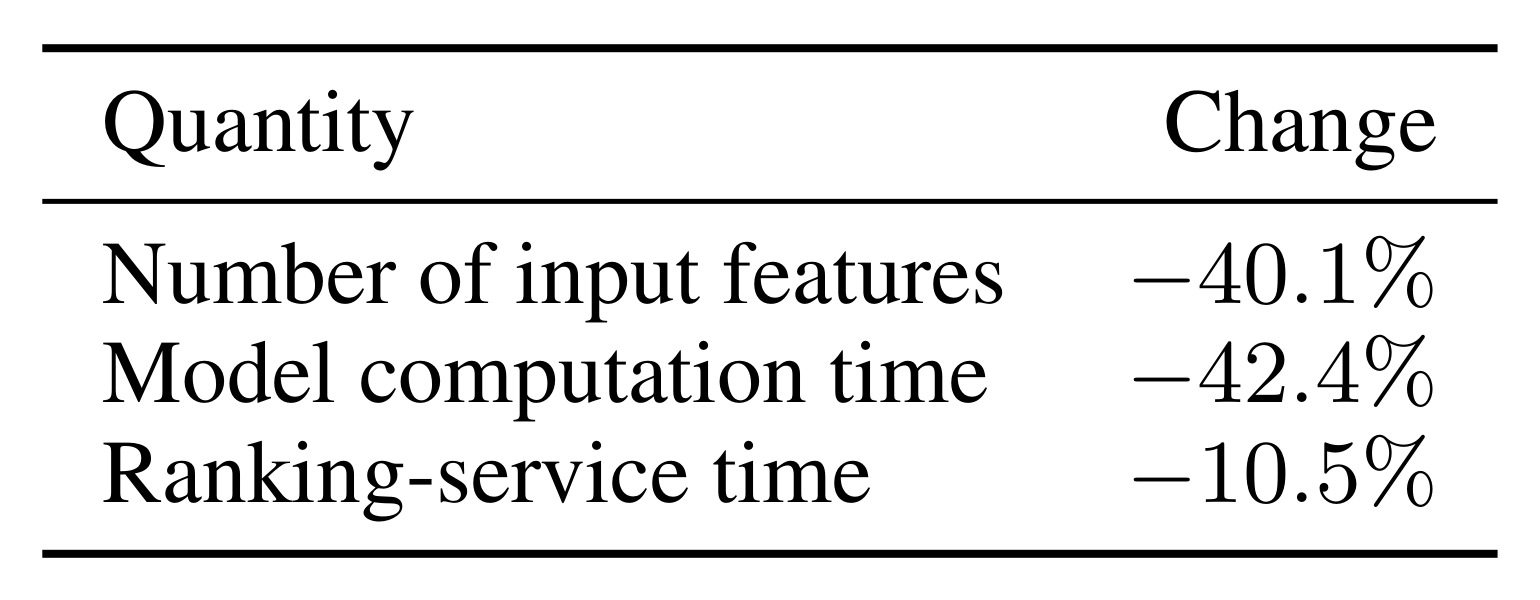 Quantity Change
Number of input features −40.1%
Model computation time −42.4%
Ranking-service time −10.5%